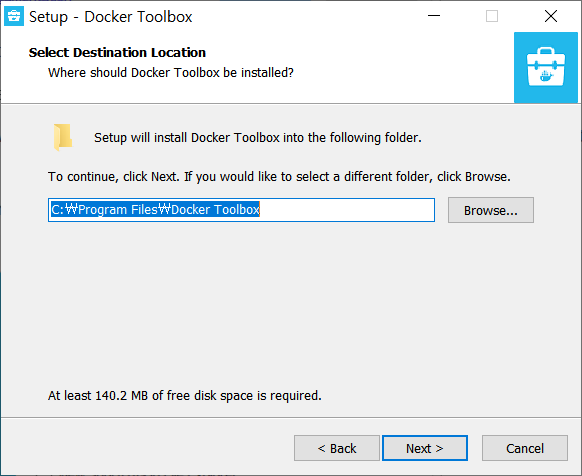 Setup - Docker Toolbox
Select Destination Location
Where should Docker Toolbox be installed?
Setup will install Docker Toolbox into the following folder.
To continue, click Next. If you would like to select a different folder, click Browse.
C:₩Program Files₩Docker Toolbox
Browse...
At least 140.2 MB of free disk space is required.
< Back
Next >
Cancel